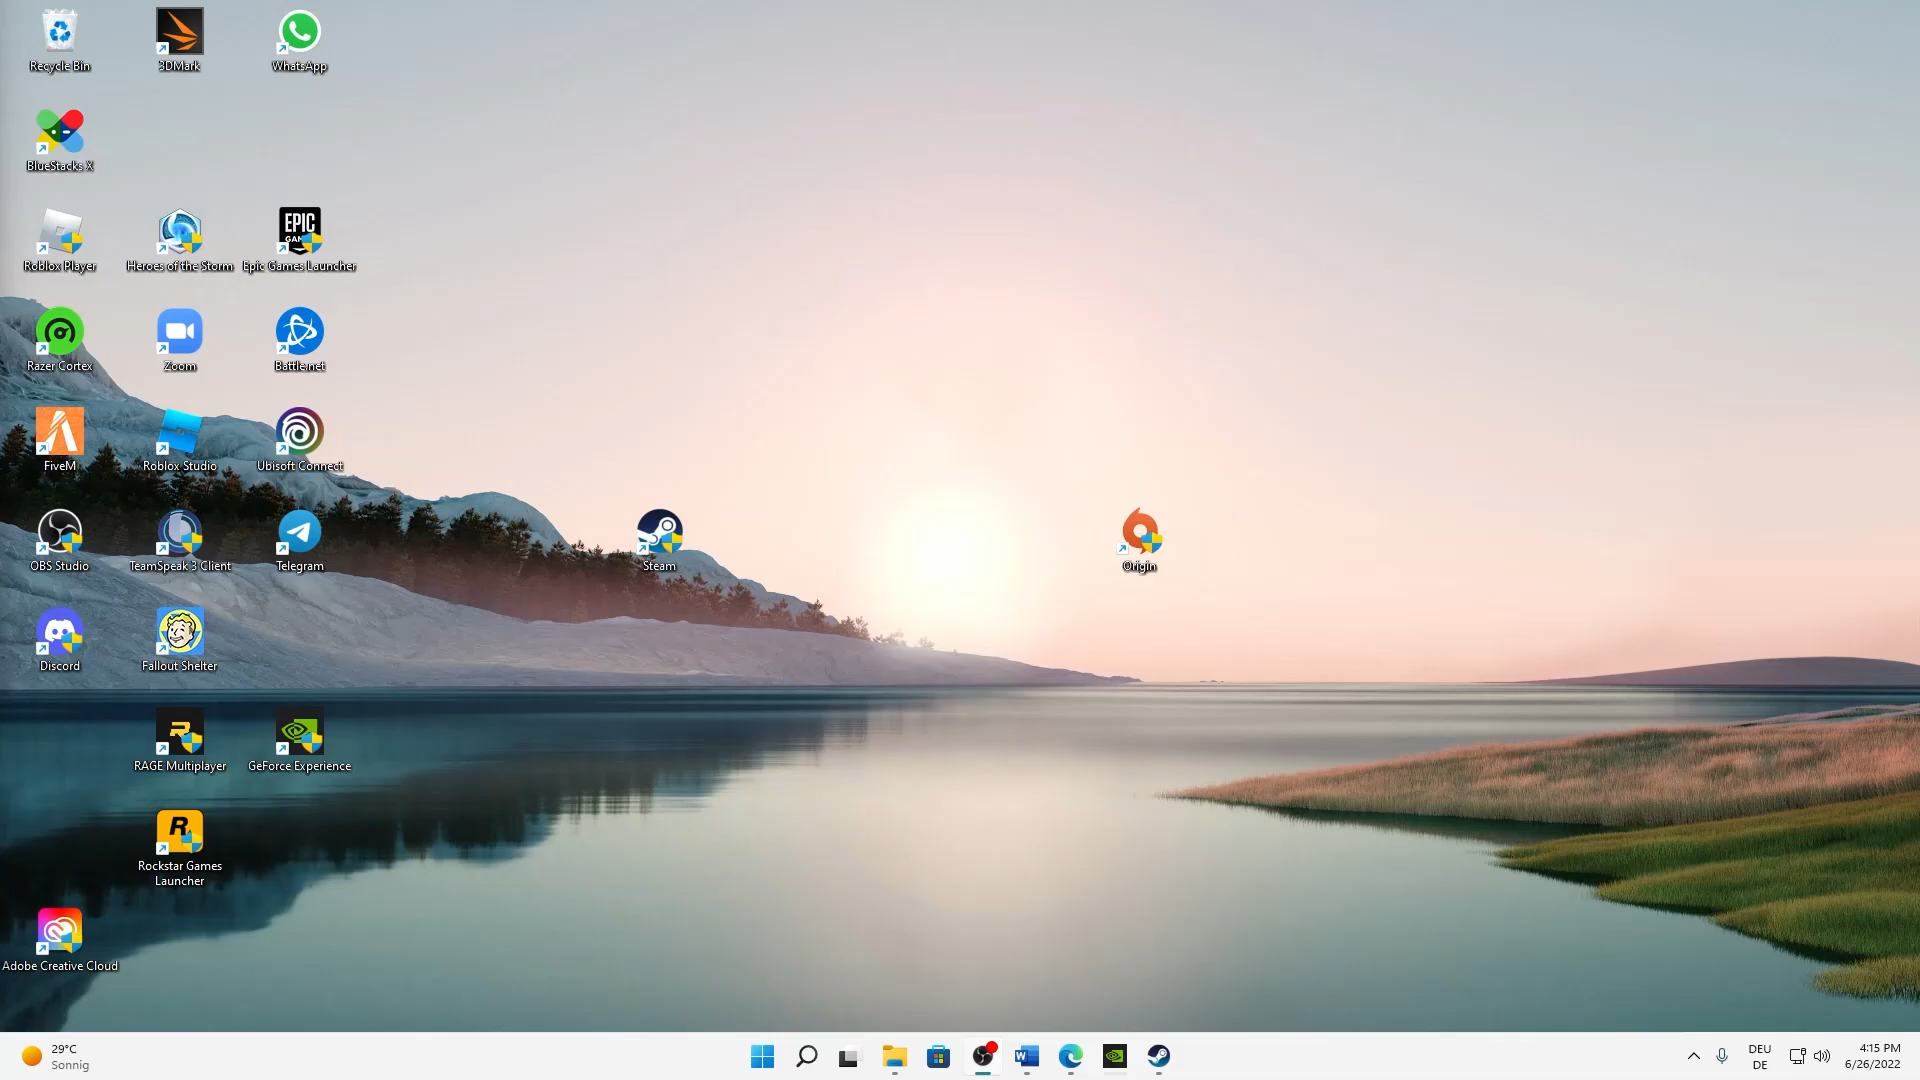 Recycle Bin
3DMark
WhatsApp
BlueStacks X
EPIC
GAMES
Roblox Player
Heroes of the Storm
Epic Games Launcher
Razer Cortex
Zoom
Battle.net
FiveM
Roblox Studio
Ubisoft Connect
OBS Studio
TeamSpeak 3 Client
Telegram
Steam
Origin
Discord
Fallout Shelter
RAGE Multiplayer
GeForce Experience
Rockstar Games
Launcher
Adobe Creative Cloud
29°C
Sonnig
DEU
DE
4:15 PM
6/26/2022